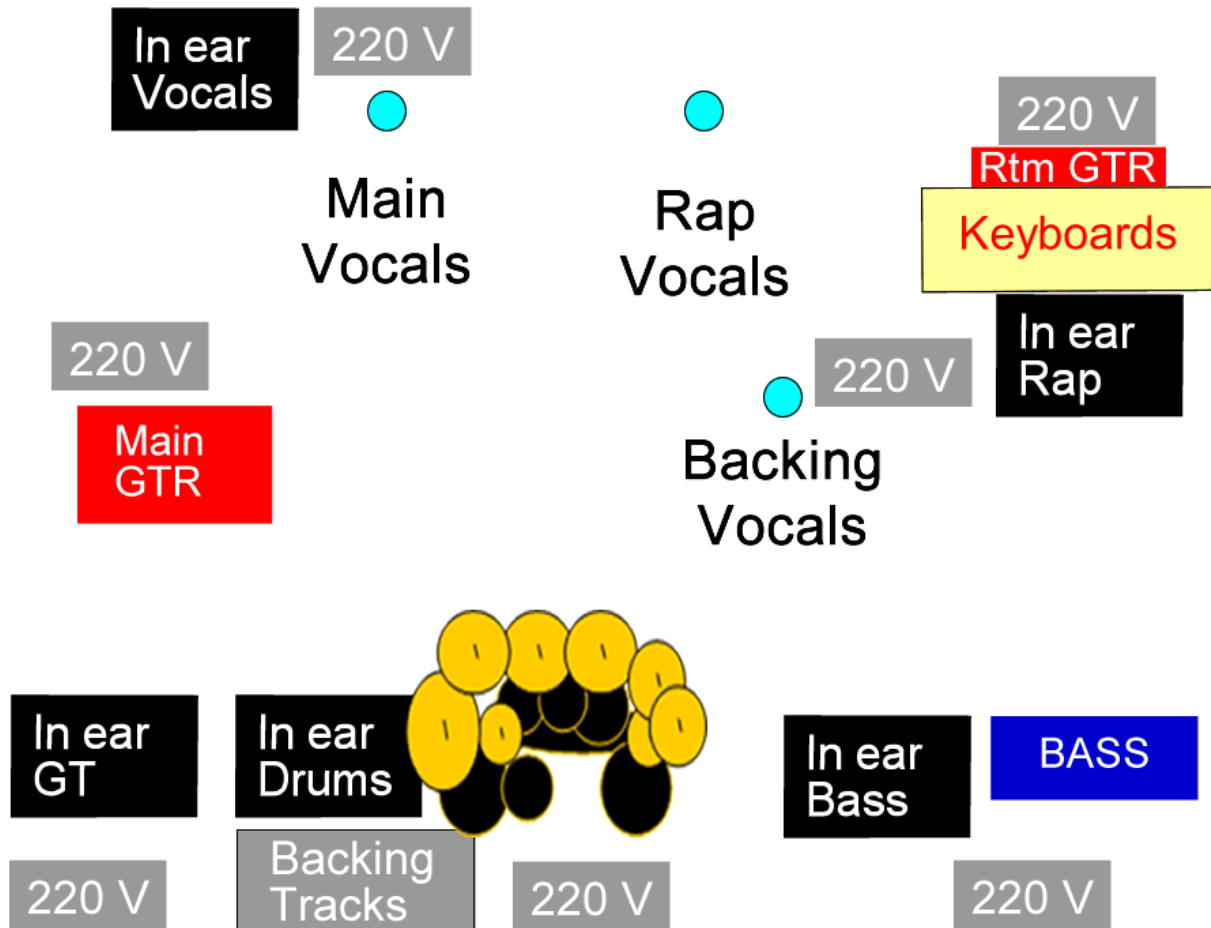 In ear
Vocals
220 V
Main
Vocals
Rap
Vocals
220 V
Rtm GTR
Keyboards
In ear
Rap
220 V
220 V
Main
GTR
Backing
Vocals
In ear
GT
In ear
Drums
In ear
Bass
BASS
220 V
Backing
Tracks
220 V
220 V